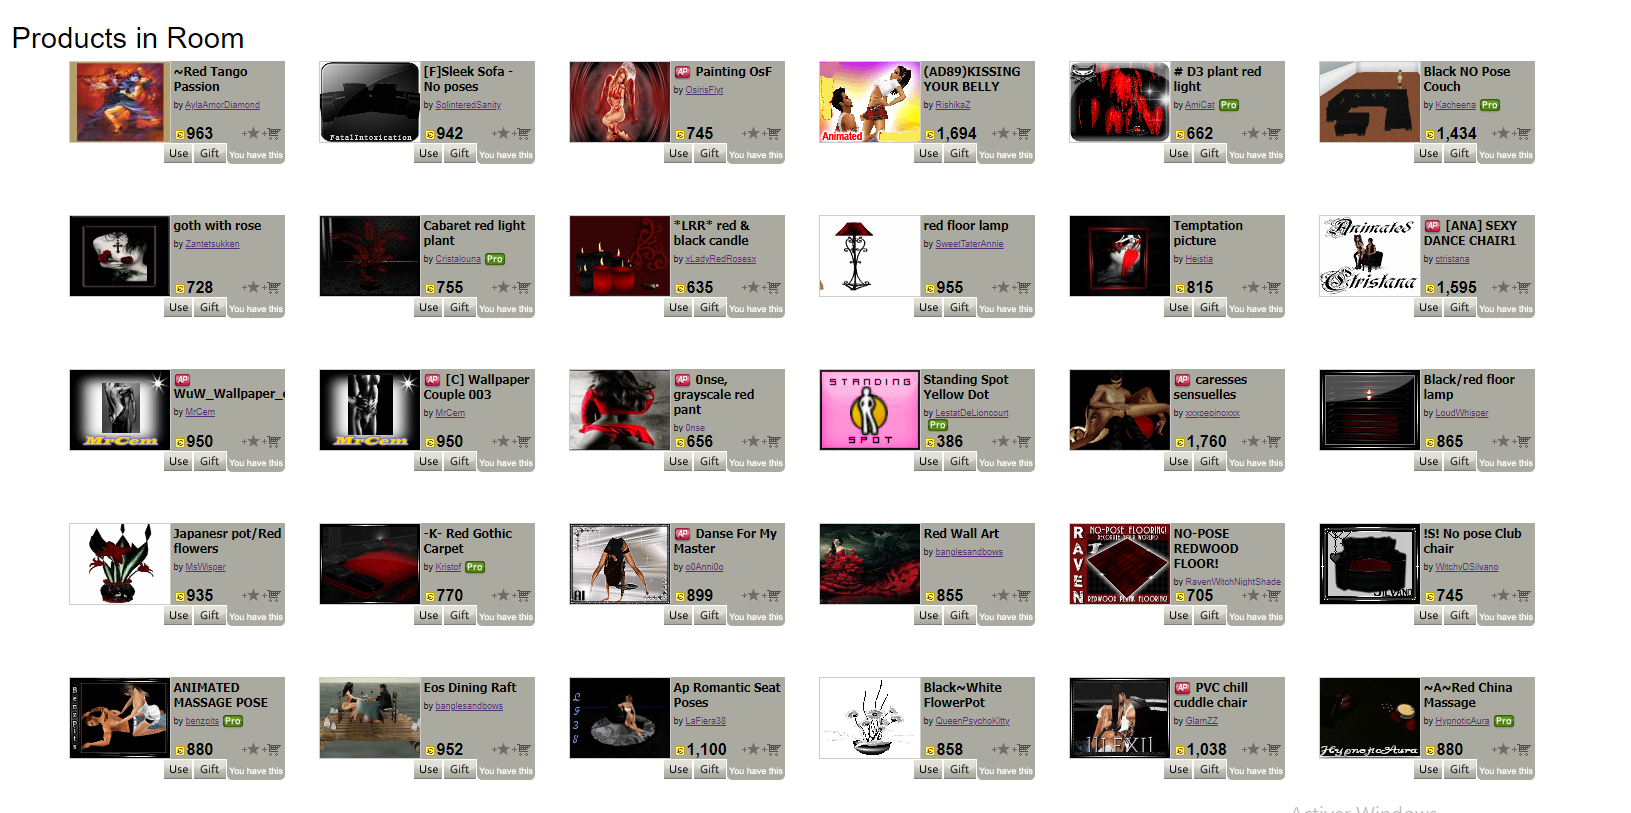 Products in Room
~Red Tango
Passion
by AylaAmorDiamond
963
Use Gift You have this
[F]Sleek Sofa -
No poses
by SplinteredSanity
942
FatalIntoxication
Use Gift You have this
AP Painting OsF
by OsirisFlyt
745
Use Gift You have this
(AD89)KISSING
YOUR BELLY
by RishikaZ
1,694
Animated
Use Gift You have this
# D3 plant red
light
by AmiCat Pro
662
Use Gift You have this
Black NO Pose
Couch
by Kacheena Pro
1,434
Use Gift You have this
goth with rose
by Zantetsukken
728
Use Gift You have this
Cabaret red light
plant
by Cristalouna Pro
755
Use Gift You have this
*LRR* red &
black candle
by xLadyRedRosesx
635
Use Gift You have this
red floor lamp
by SweetTaterAnnie
955
Use Gift You have this
Temptation
picture
by Heistia
815
Use Gift You have this
AP [ANA] SEXY
DANCE CHAIR1
by ctristana
1,595
Animates
Ctristana
Use Gift You have this
AP
WuW_Wallpaper_
by MrCem
950
MrCem
Use Gift You have this
AP [C] Wallpaper
Couple 003
by MrCem
950
MrCem
Use Gift You have this
AP 0nse,
grayscale red
pant
by 0nse
656
Use Gift You have this
Standing Spot
Yellow Dot
by LestatDeLioncourt
Pro
386
STANDING
SPOT
Use Gift You have this
AP caresses
sensuelles
by xxxpepinoxxx
1,760
Use Gift You have this
Black/red floor
lamp
by LoudWhisper
865
Use Gift You have this
Japanesr pot/Red
flowers
by MsWisper
935
Use Gift You have this
-K- Red Gothic
Carpet
by Kristof Pro
770
Use Gift You have this
AP Danse For My
Master
by o0Anni0o
899
AI
Use Gift You have this
Red Wall Art
by banglesandbows
855
Use Gift You have this
NO-POSE
REDWOOD
FLOOR!
by RavenWitchNightShade
705
RAVEN
NO-POSE FLOORING!
DECORATE YOUR WORLD!
REDWOOD PLANK FLOORING
Use Gift You have this
!S! No pose Club
chair
by WitchyDSilvano
745
SILVANO
Use Gift You have this
ANIMATED
MASSAGE POSE
by benzpits Pro
880
Benzpits
Use Gift You have this
Eos Dining Raft
by banglesandbows
952
Use Gift You have this
Ap Romantic Seat
Poses
by LaFiera38
1,100
LF38
Use Gift You have this
Black~White
FlowerPot
by QueenPsychoKitty
858
Use Gift You have this
AP PVC chill
cuddle chair
by GlamZZ
1,038
Use Gift You have this
~A~Red China
Massage
by HypnoticAura Pro
880
HypnoticAura
Use Gift You have this
Activer Windows